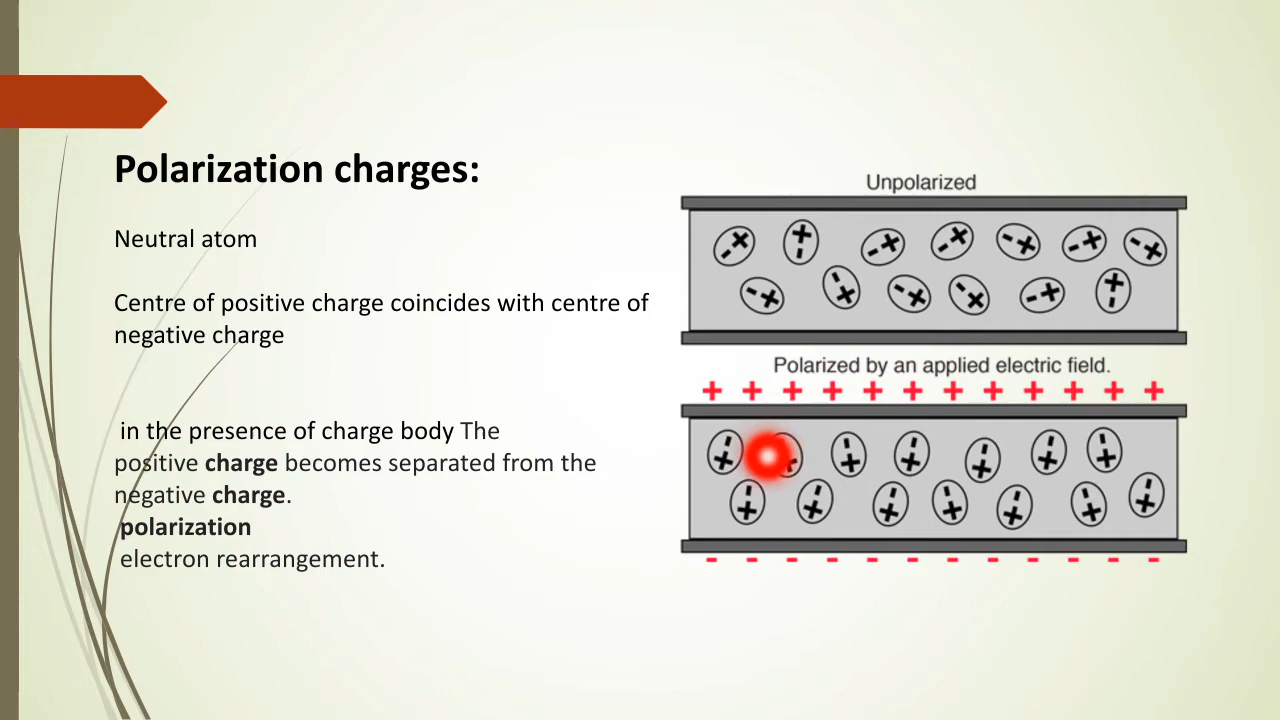 Polarization charges:
Neutral atom
Centre of positive charge coincides with centre of
negative charge
in the presence of charge body The
positive charge becomes separated from the
negative charge.
polarization
electron rearrangement.
Unpolarized
Polarized by an applied electric field.
+ + + + + + + + + + + +
- - - - - - - - - - - -